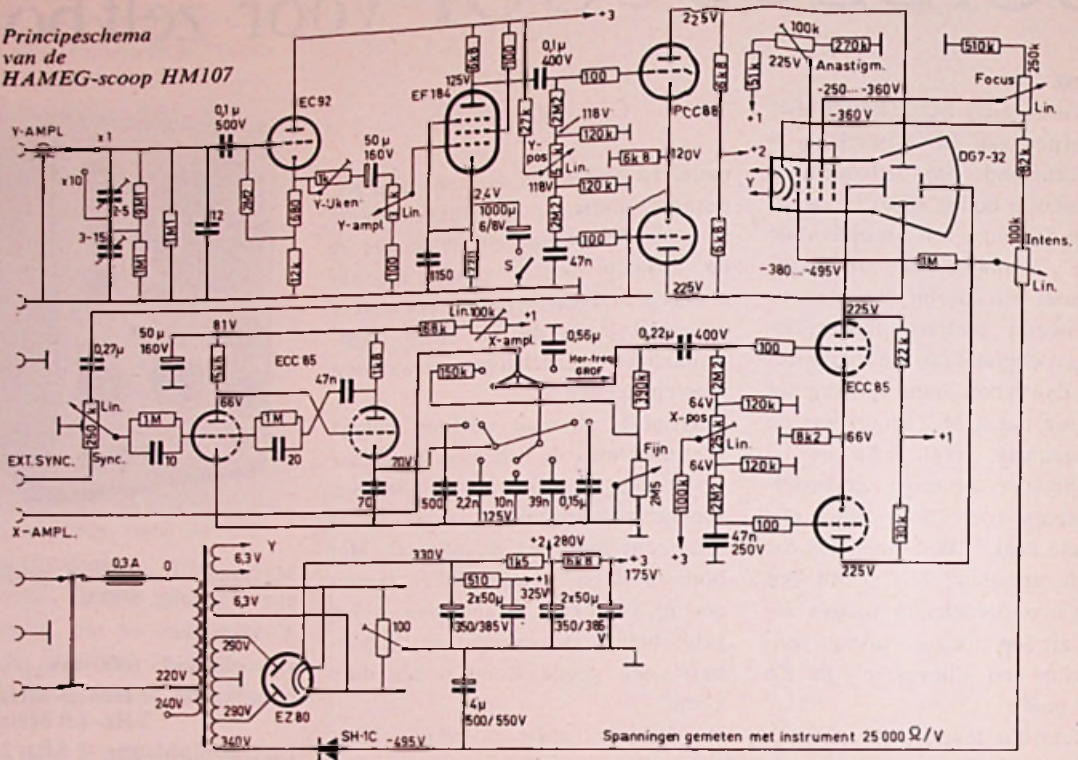 Principeschema
van de
HAMEG-scoop HM107
Y-AMPL
x 1
x10
2-5
3-15
9M1
1M1
1M1
12
0,1µ
500V
2M2
EC92
680
12k
1k
Y-IJken
50µ
160V
Y-ampl
Lin.
100
1150
EF184
125V
6k8
100
2,4V
1000µ
6/8V
S
+3
0,1µ
400V
27k
Y-pos
Lin.
2M2
118V
120k
118V
120k
2M2
47n
100
100
225V
PCC88
6k8
120V
225V
6k8
6k8
+2
100k
225V
Anastigm.
270k
51k
+1
-250...-360V
-360V
Y
DG7-32
-380...-495V
510k
Focus
250k
Lin.
82k
100k
Intens.
1M
Lin.
0,27µ
50µ
160V
81V
5k6
ECC 85
47n
1k8
68k
Lin.
100k
+1
X-ampl.
0,56µ
150k
Hor-freq
GROF
0,22µ
400V
250k
Lin.
Sync.
1M
10
66V
1M
20
70V
70
500
2,2n
10n
39n
0,15µ
125V
190k
Fijn
2M5
2M2
64V
120k
X-pos
25k
Lin.
64V
120k
100k
+3
2M2
47n
250V
100
100
225V
ECC85
22k
8k2
66V
+1
10k
225V
EXT.SYNC.
X-AMPL.
0,3A
0
220V
240V
6,3V
Y
6,3V
290V
290V
340V
EZ80
SH-1C
-495V
330V
510
+1
325V
2x50µ
350/385V
1k5
+2
280V
6k8
+3
175V
2x50µ
350/385
V
100
4µ
500/550V
Spanningen gemeten met instrument 25000 Ω/V